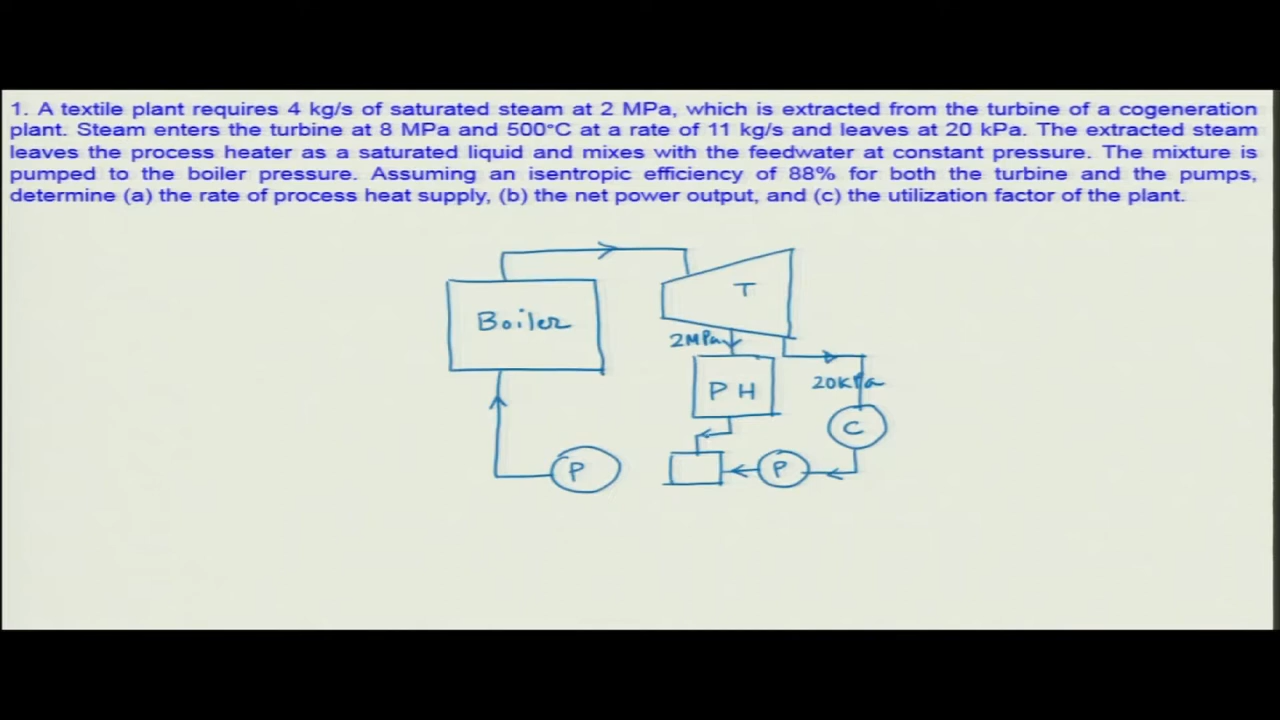 1. A textile plant requires 4 kg/s of saturated steam at 2 MPa, which is extracted from the turbine of a cogeneration
plant. Steam enters the turbine at 8 MPa and 500°C at a rate of 11 kg/s and leaves at 20 kPa. The extracted steam
leaves the process heater as a saturated liquid and mixes with the feedwater at constant pressure. The mixture is
pumped to the boiler pressure. Assuming an isentropic efficiency of 88% for both the turbine and the pumps,
determine (a) the rate of process heat supply, (b) the net power output, and (c) the utilization factor of the plant.
T
Boiler
2MPa
20kPa
PH
C
P
P